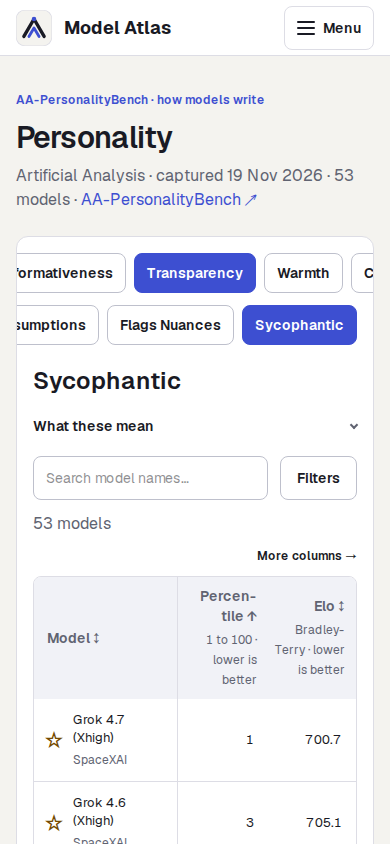 Model Atlas
Menu
AA-PersonalityBench · how models write
Personality
Artificial Analysis · captured 19 Nov 2026 · 53
models · AA-PersonalityBench ↗
formativeness
Transparency
Warmth
C
sumptions
Flags Nuances
Sycophantic
Sycophantic
What these mean
Search model names…
Filters
53 models
More columns →
Model ↕
Percen-
tile ↑
1 to 100 ·
lower is
better
Elo ↕
Bradley-
Terry · lower
is better
Grok 4.7
(Xhigh)
SpaceXAI
1
700.7
Grok 4.6
(Xhigh)
SpaceXAI
3
705.1